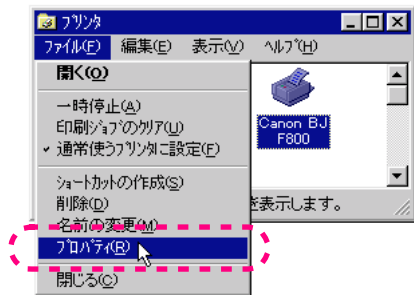 プリンタ
ファイル(F) 編集(E) 表示(V) ヘルプ(H)
開く(O)
一時停止(A)
印刷ジョブのクリア(U)
通常使うプリンタに設定(F)
ショートカットの作成(S)
削除(D)
名前の変更(M)
プロパティ(R)
閉じる(C)
Canon BJ
F800
を表示します。